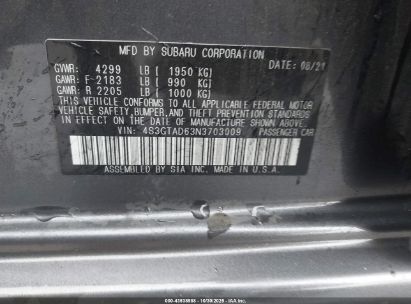 MFD BY SUBARU CORPORATION DATE: 08/21
GVWR: 4299 LB [ 1950 KG]
GAWR: F 2183 LB [ 990 KG]
GAWR: R 2205 LB [ 1000 KG]
THIS VEHICLE CONFORMS TO ALL APPLICABLE FEDERAL MOTOR
VEHICLE SAFETY, BUMPER, AND THEFT PREVENTION STANDARDS
IN EFFECT ON THE DATE OF MANUFACTURE SHOWN ABOVE.
VIN: 4S3GTAD63N3703009 PASSENGER CAR
ASSEMBLED BY SIA INC. MADE IN U.S.A.